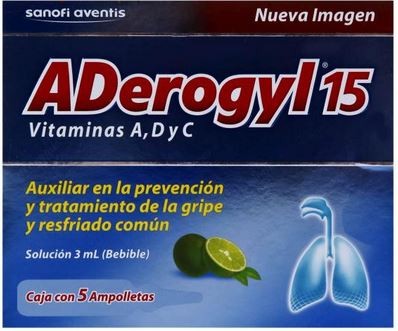 sanofi aventis
Nueva Imagen
ADerogyl® 15
Vitaminas A, D y C
Auxiliar en la prevención
y tratamiento de la gripe
y resfriado común
Solución 3 mL (Bebible)
Caja con 5 Ampolletas